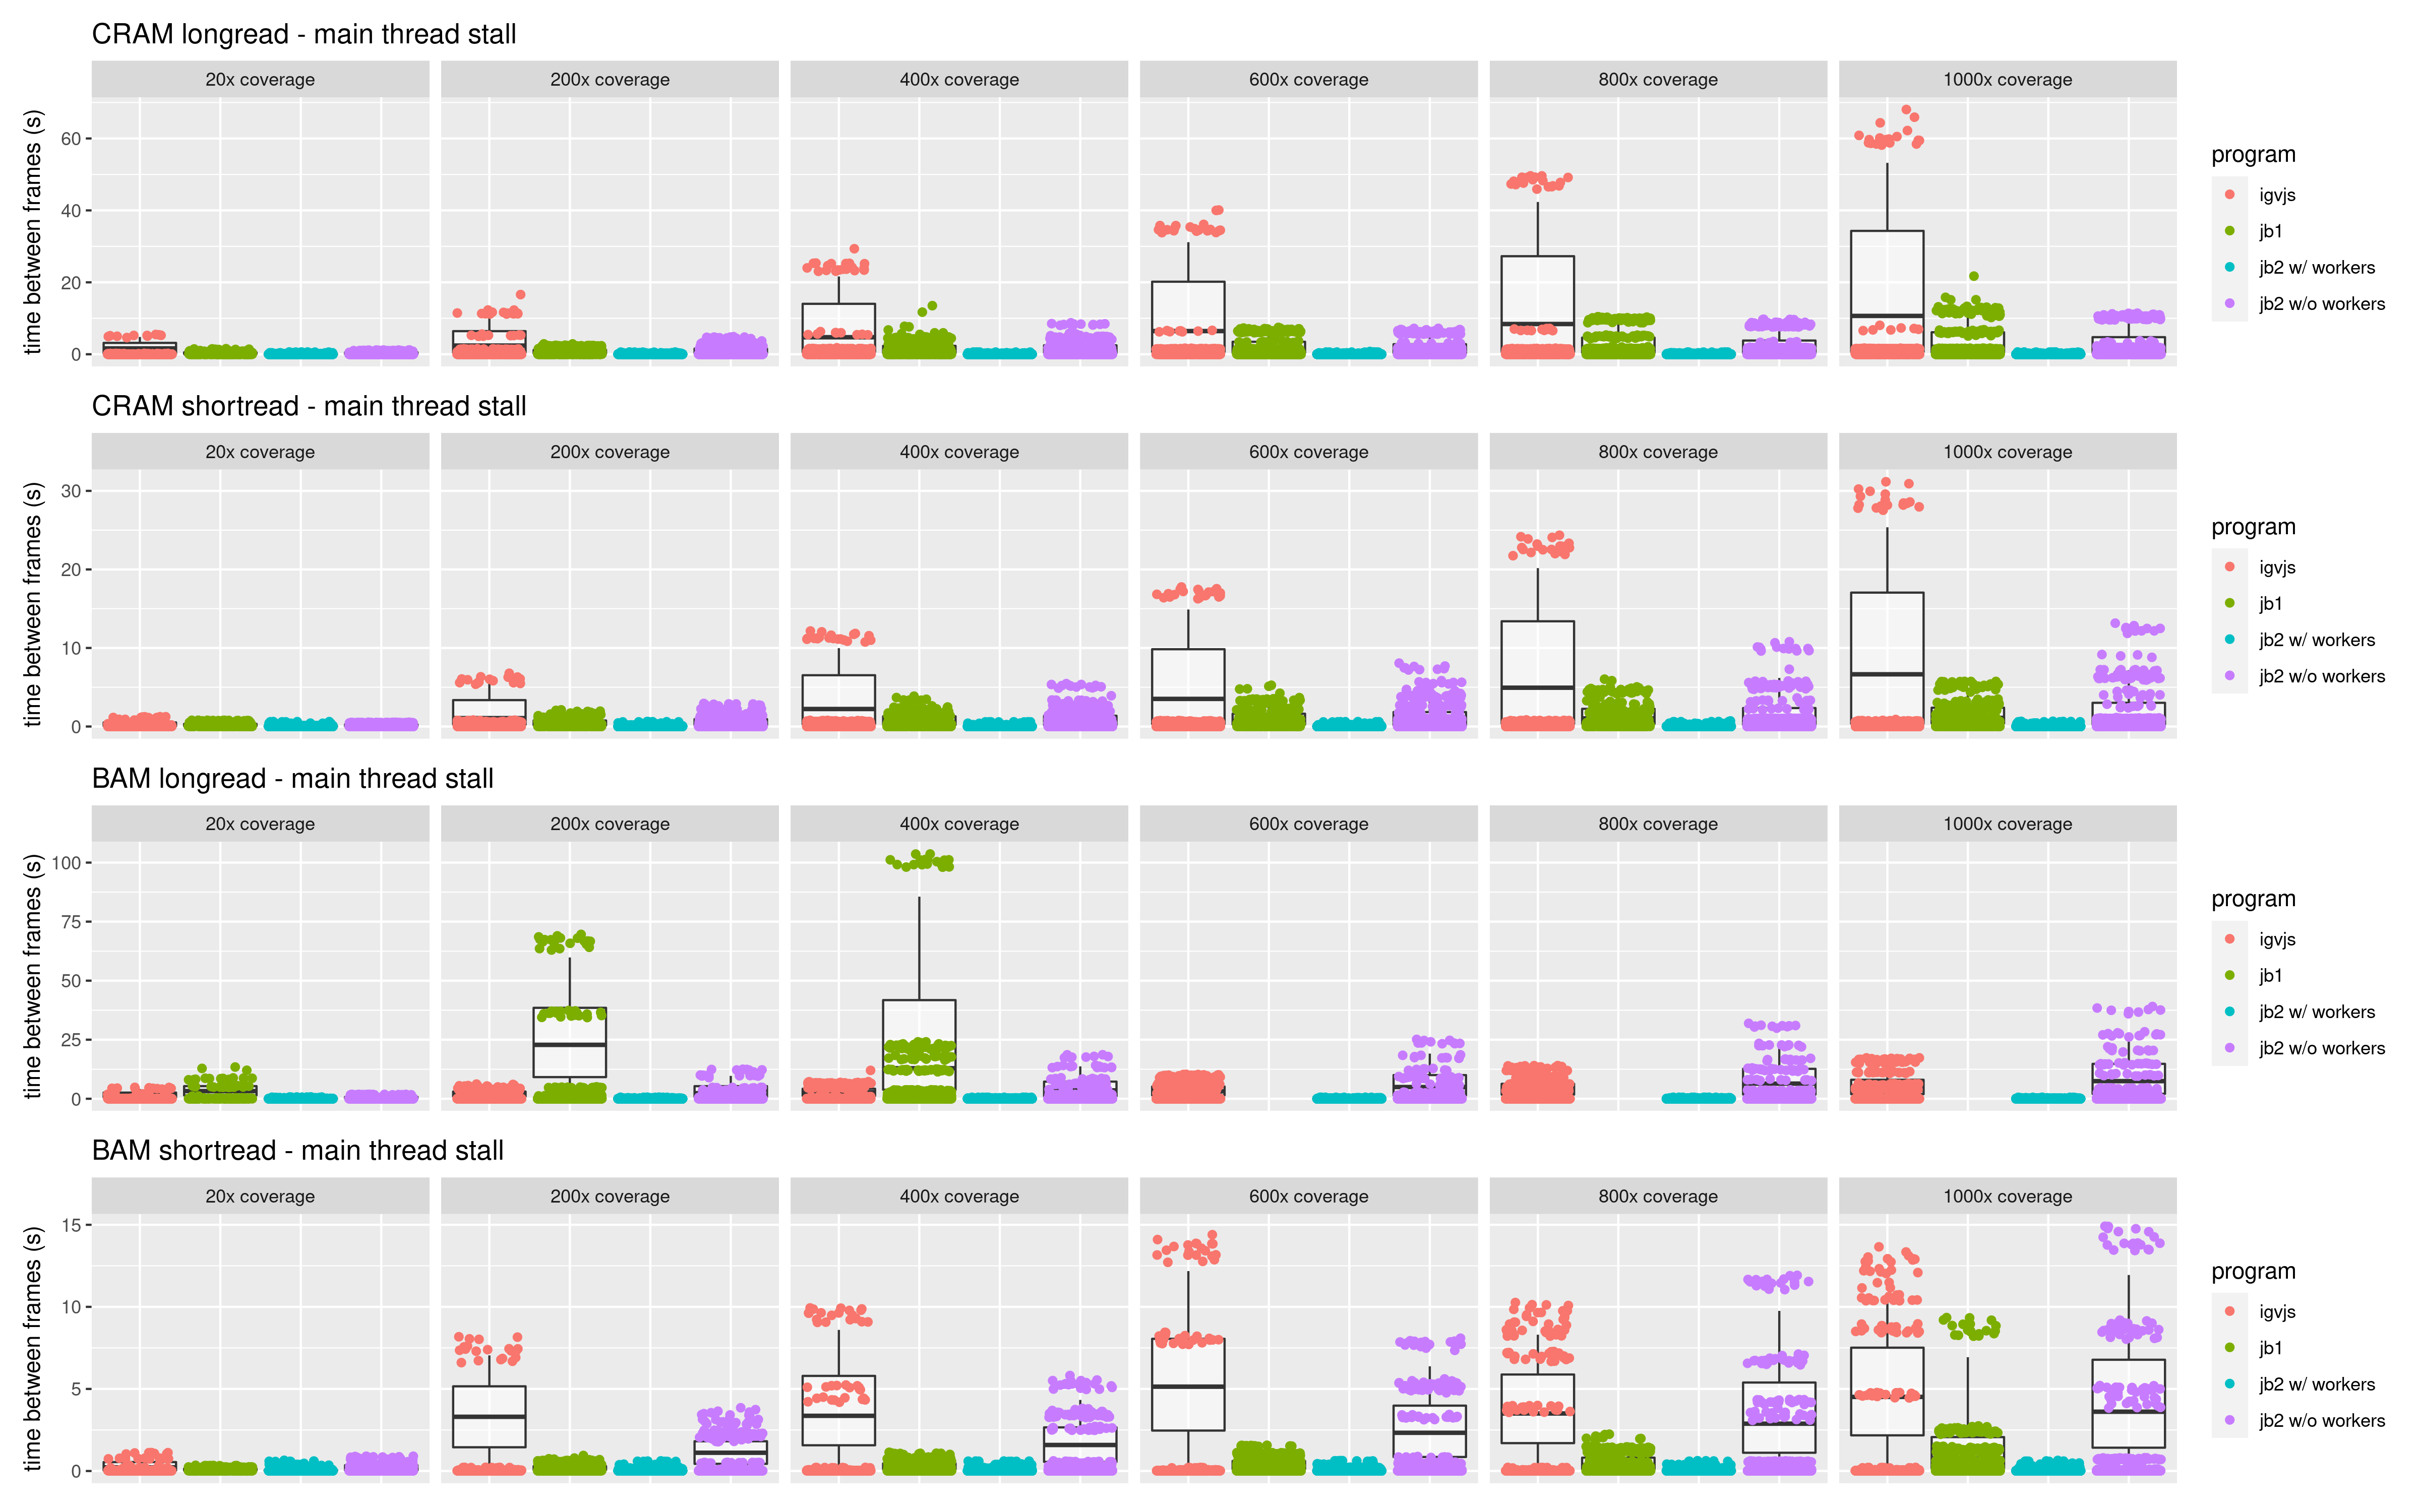 CRAM longread - main thread stall
20x coverage 200x coverage 400x coverage 600x coverage 800x coverage 1000x coverage
time between frames (s)
60
40
20
0
program
igvjs
jb1
jb2 w/ workers
jb2 w/o workers
CRAM shortread - main thread stall
20x coverage 200x coverage 400x coverage 600x coverage 800x coverage 1000x coverage
time between frames (s)
30
20
10
0
program
igvjs
jb1
jb2 w/ workers
jb2 w/o workers
BAM longread - main thread stall
20x coverage 200x coverage 400x coverage 600x coverage 800x coverage 1000x coverage
time between frames (s)
100
75
50
25
0
program
igvjs
jb1
jb2 w/ workers
jb2 w/o workers
BAM shortread - main thread stall
20x coverage 200x coverage 400x coverage 600x coverage 800x coverage 1000x coverage
time between frames (s)
15
10
5
0
program
igvjs
jb1
jb2 w/ workers
jb2 w/o workers